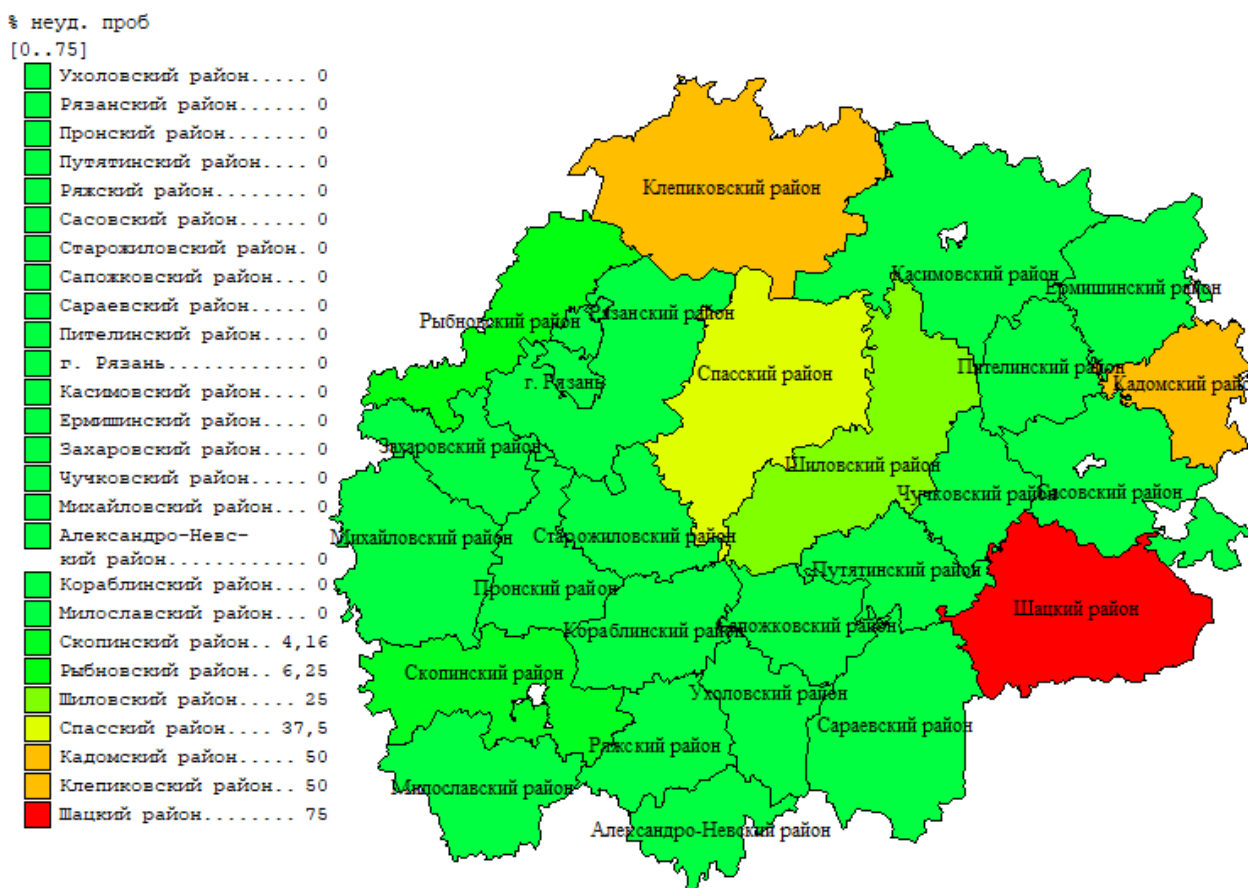 % неуд. проб
[0..75]
Ухоловский район..... 0
Рязанский район...... 0
Пронский район....... 0
Путятинский район.... 0
Ряжский район........ 0
Сасовский район...... 0
Старожиловский район. 0
Сапожковский район... 0
Сараевский район..... 0
Пителинский район.... 0
г. Рязань............ 0
Касимовский район.... 0
Ермишинский район.... 0
Захаровский район.... 0
Чучковский район..... 0
Михайловский район... 0
Александро-Невс-
кий район............ 0
Кораблинский район... 0
Милославский район... 0
Скопинский район.. 4,16
Рыбновский район.. 6,25
Шиловский район..... 25
Спасский район.... 37,5
Кадомский район..... 50
Клепиковский район.. 50
Шацкий район........ 75
Клепиковский район
Касимовский район
Ермишинский район
Рязанский район
Рыбновский район
Пителинский район
Спасский район
г. Рязань
Кадомский райо
Захаровский район
Шиловский район
Чучковский район
Сасовский район
Михайловский район
Старожиловский район
Путятинский район
Пронский район
Шацкий район
Кораблинский район
Сапожковский район
Скопинский район
Ухоловский район
Сараевский район
Ряжский район
Милославский район
Александро-Невский район